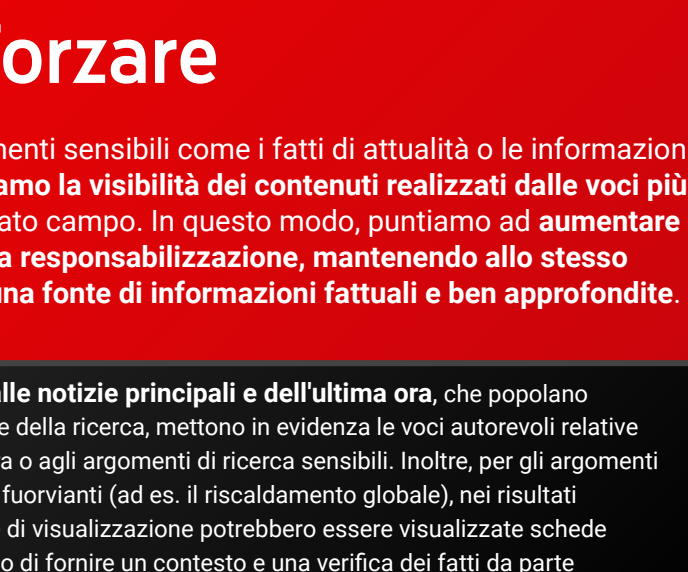 forzare
menti sensibili come i fatti di attualità o le informazion
amo la visibilità dei contenuti realizzati dalle voci più
ato campo. In questo modo, puntiamo ad aumentare
a responsabilizzazione, mantenendo allo stesso
una fonte di informazioni fattuali e ben approfondite.
alle notizie principali e dell'ultima ora, che popolano
e della ricerca, mettono in evidenza le voci autorevoli relative
a o agli argomenti di ricerca sensibili. Inoltre, per gli argomenti
fuorvianti (ad es. il riscaldamento globale), nei risultati
di visualizzazione potrebbero essere visualizzate schede
o di fornire un contesto e una verifica dei fatti da parte